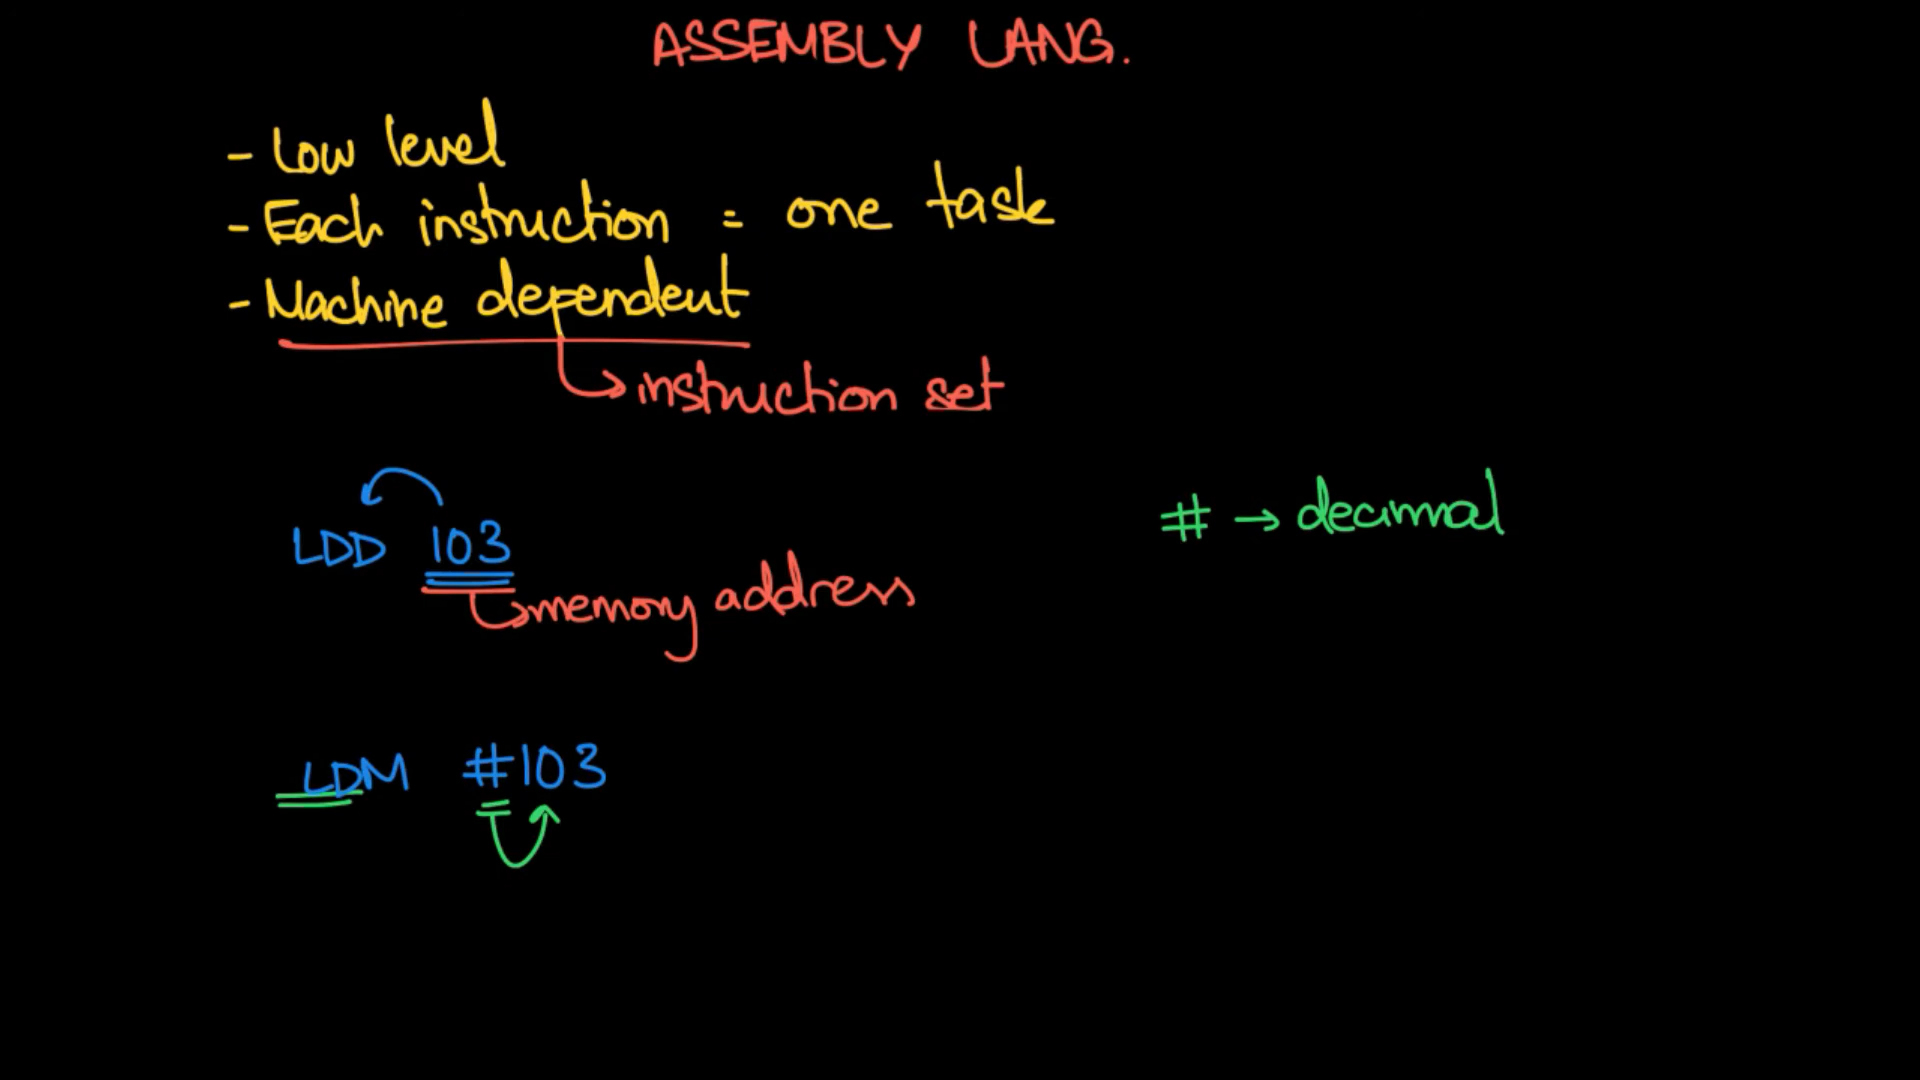 ASSEMBLY LANG.
- Low level
- Each instruction = one task
- Machine dependent
instruction set
LDD 103
# → decimal
memory address
LDM #103